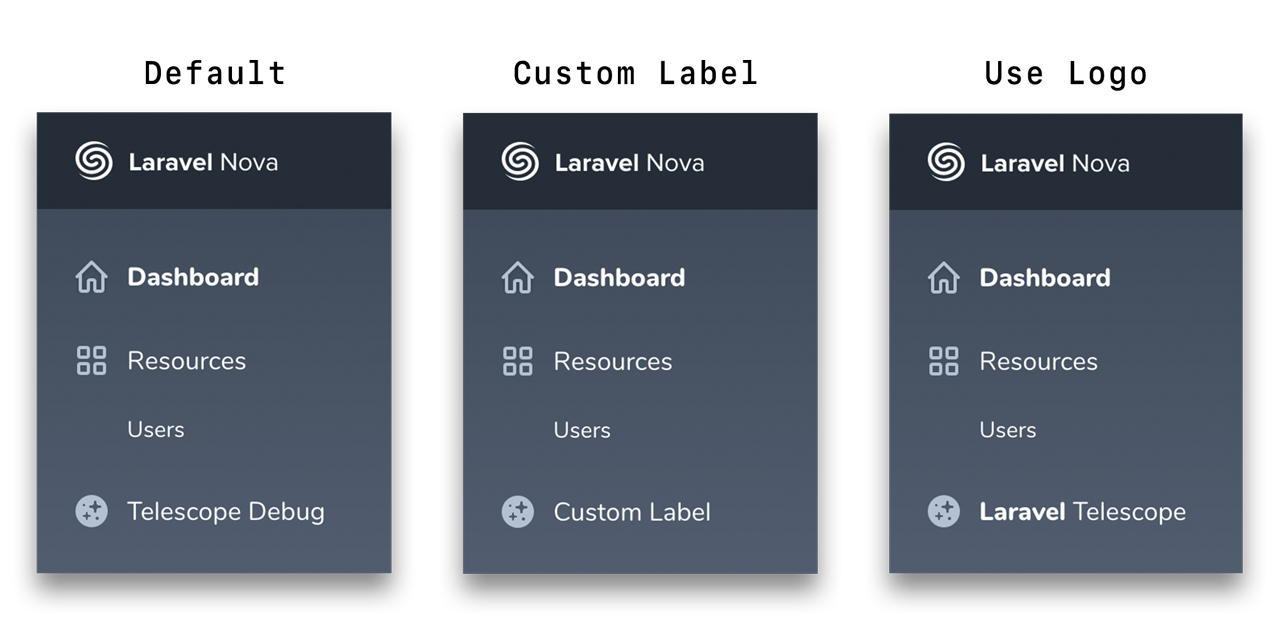 Default
Laravel Nova
Dashboard
Resources
Users
Telescope Debug
Custom Label
Laravel Nova
Dashboard
Resources
Users
Custom Label
Use Logo
Laravel Nova
Dashboard
Resources
Users
Laravel Telescope